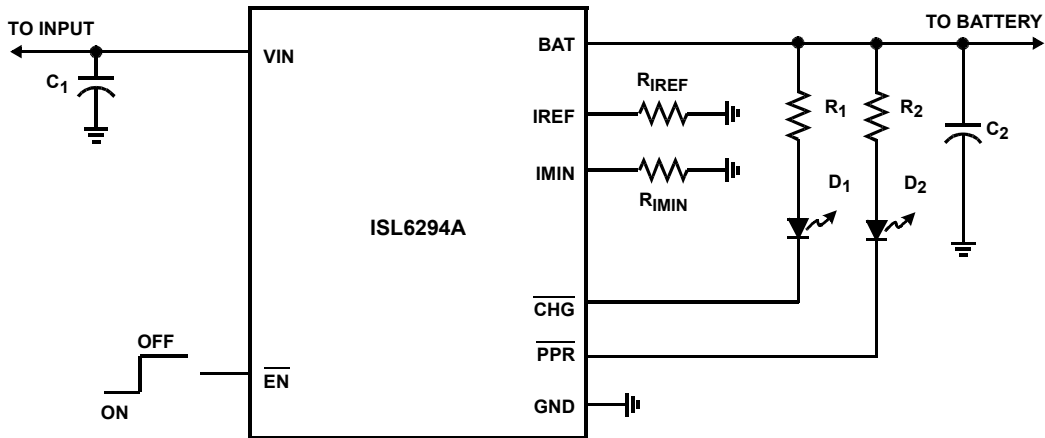 TO INPUT
C1
VIN
ISL6294A
OFF
ON
EN
BAT
IREF
IMIN
CHG
PPR
GND
RIREF
RIMIN
TO BATTERY
R1
R2
C2
D1
D2